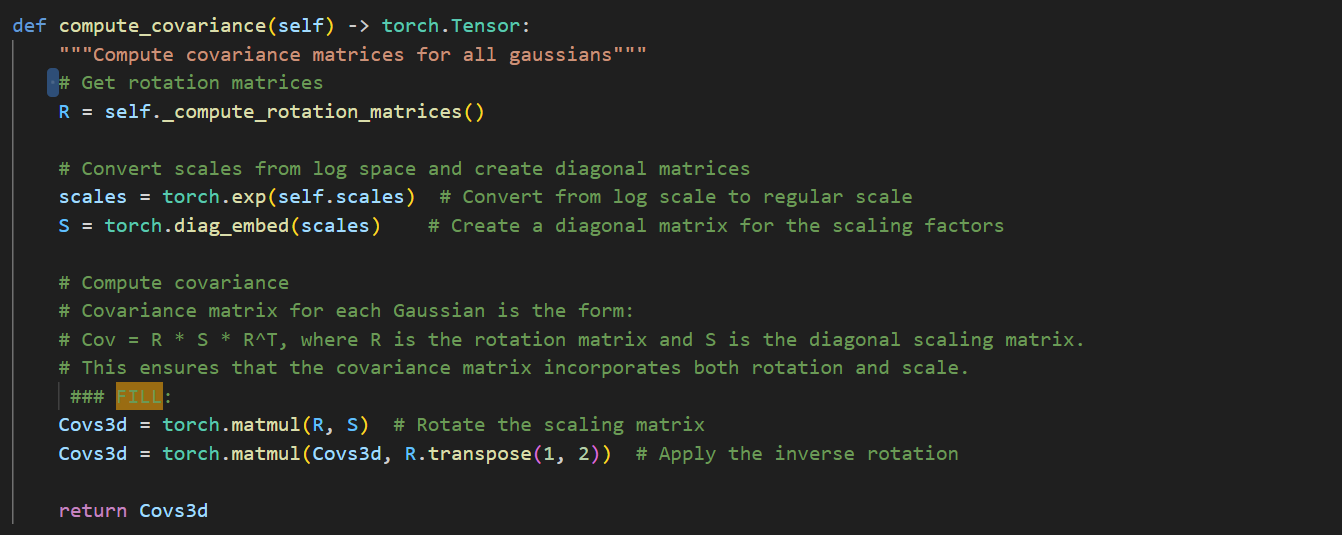 def compute_covariance(self) -> torch.Tensor:
"""Compute covariance matrices for all gaussians"""
# Get rotation matrices
R = self._compute_rotation_matrices()
# Convert scales from log space and create diagonal matrices
scales = torch.exp(self.scales)  # Convert from log scale to regular scale
S = torch.diag_embed(scales)    # Create a diagonal matrix for the scaling factors
# Compute covariance
# Covariance matrix for each Gaussian is the form:
# Cov = R * S * R^T, where R is the rotation matrix and S is the diagonal scaling matrix.
# This ensures that the covariance matrix incorporates both rotation and scale.
### FILL:
Covs3d = torch.matmul(R, S)  # Rotate the scaling matrix
Covs3d = torch.matmul(Covs3d, R.transpose(1, 2))  # Apply the inverse rotation
return Covs3d